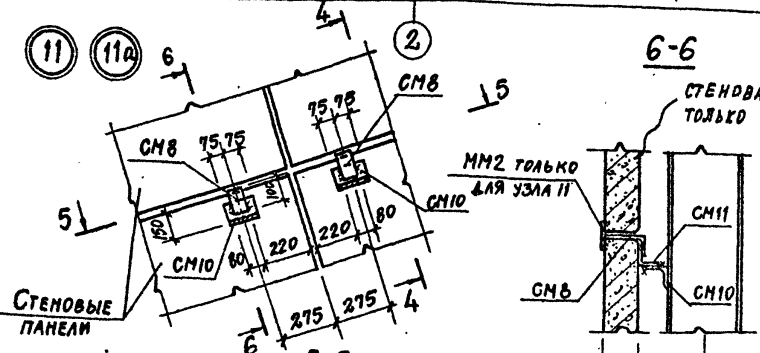 11 11а
2
6-6
4
6
СМ8
5
75 75
75 75
СМ8
100
150
СМ10
80
5
80 220 220
СМ10
Стеновые
панели
275 275
4
6
СТЕНОВА
ТОЛЬКО
ММ2 ТОЛЬКО
ДЛЯ УЗЛА 11
СМ11
СМ8
СМ10